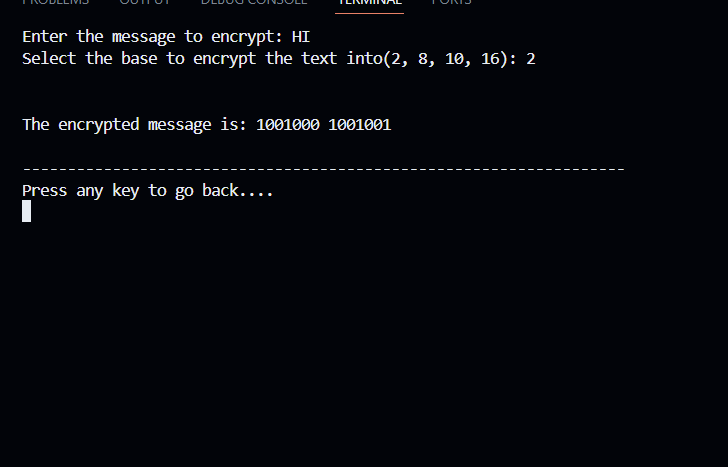 PROBLEMS OUTPUT DEBUG CONSOLE TERMINAL PORTS
Enter the message to encrypt: HI
Select the base to encrypt the text into(2, 8, 10, 16): 2
The encrypted message is: 1001000 1001001
-------------------------------------------------------------------
Press any key to go back....